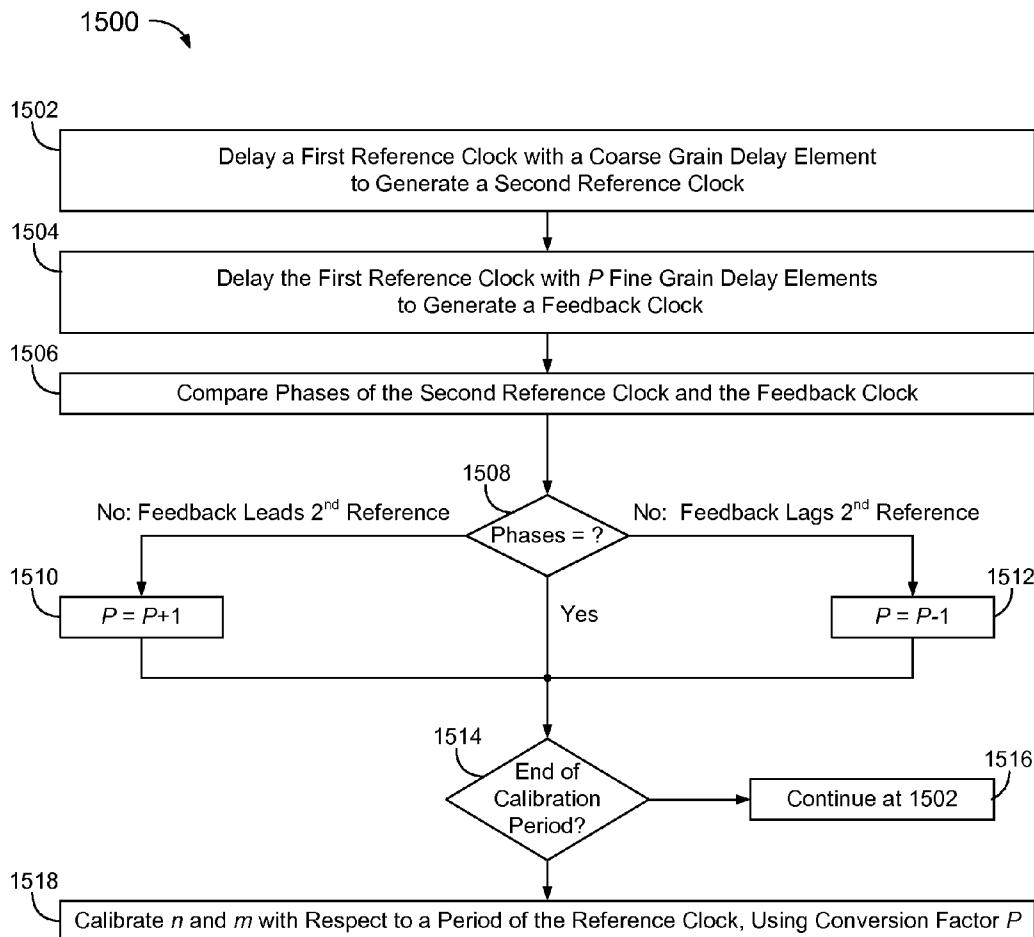 1500
1502
Delay a First Reference Clock with a Coarse Grain Delay Element
to Generate a Second Reference Clock
1504
Delay the First Reference Clock with P Fine Grain Delay Elements
to Generate a Feedback Clock
1506
Compare Phases of the Second Reference Clock and the Feedback Clock
1508
No: Feedback Leads 2nd Reference
Phases = ?
No: Feedback Lags 2nd Reference
1510
P = P+1
Yes
1512
P = P-1
1514
End of
Calibration
Period?
1516
Continue at 1502
1518
Calibrate n and m with Respect to a Period of the Reference Clock, Using Conversion Factor P